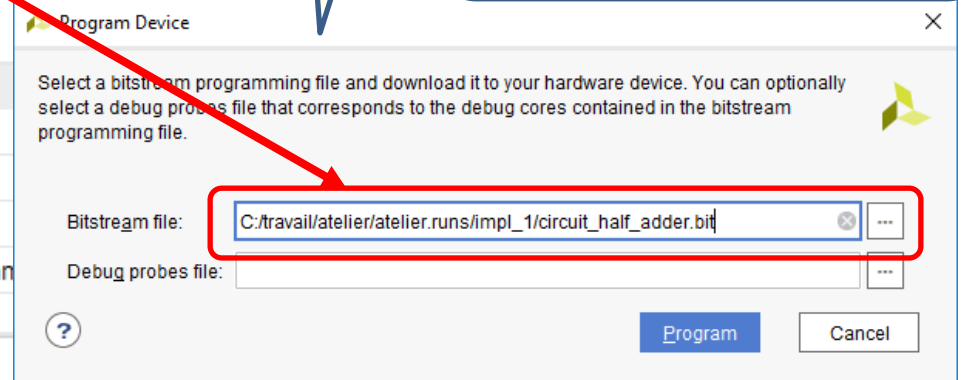 Program Device
Select a bitstream programming file and download it to your hardware device. You can optionally
select a debug probes file that corresponds to the debug cores contained in the bitstream
programming file.
Bitstream file: C:/travail/atelier/atelier.runs/impl_1/circuit_half_adder.bit ...
Debug probes file: ...
? Program Cancel